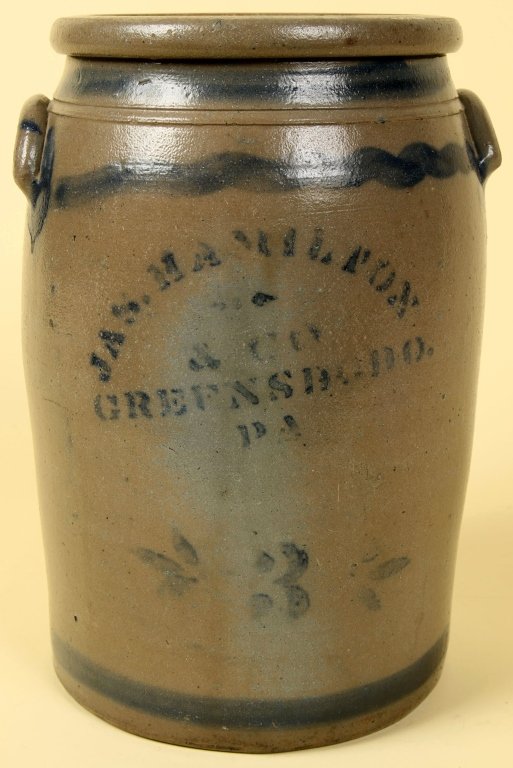 JAS. HAMILTON
& CO
GREENSBORO.
PA
3